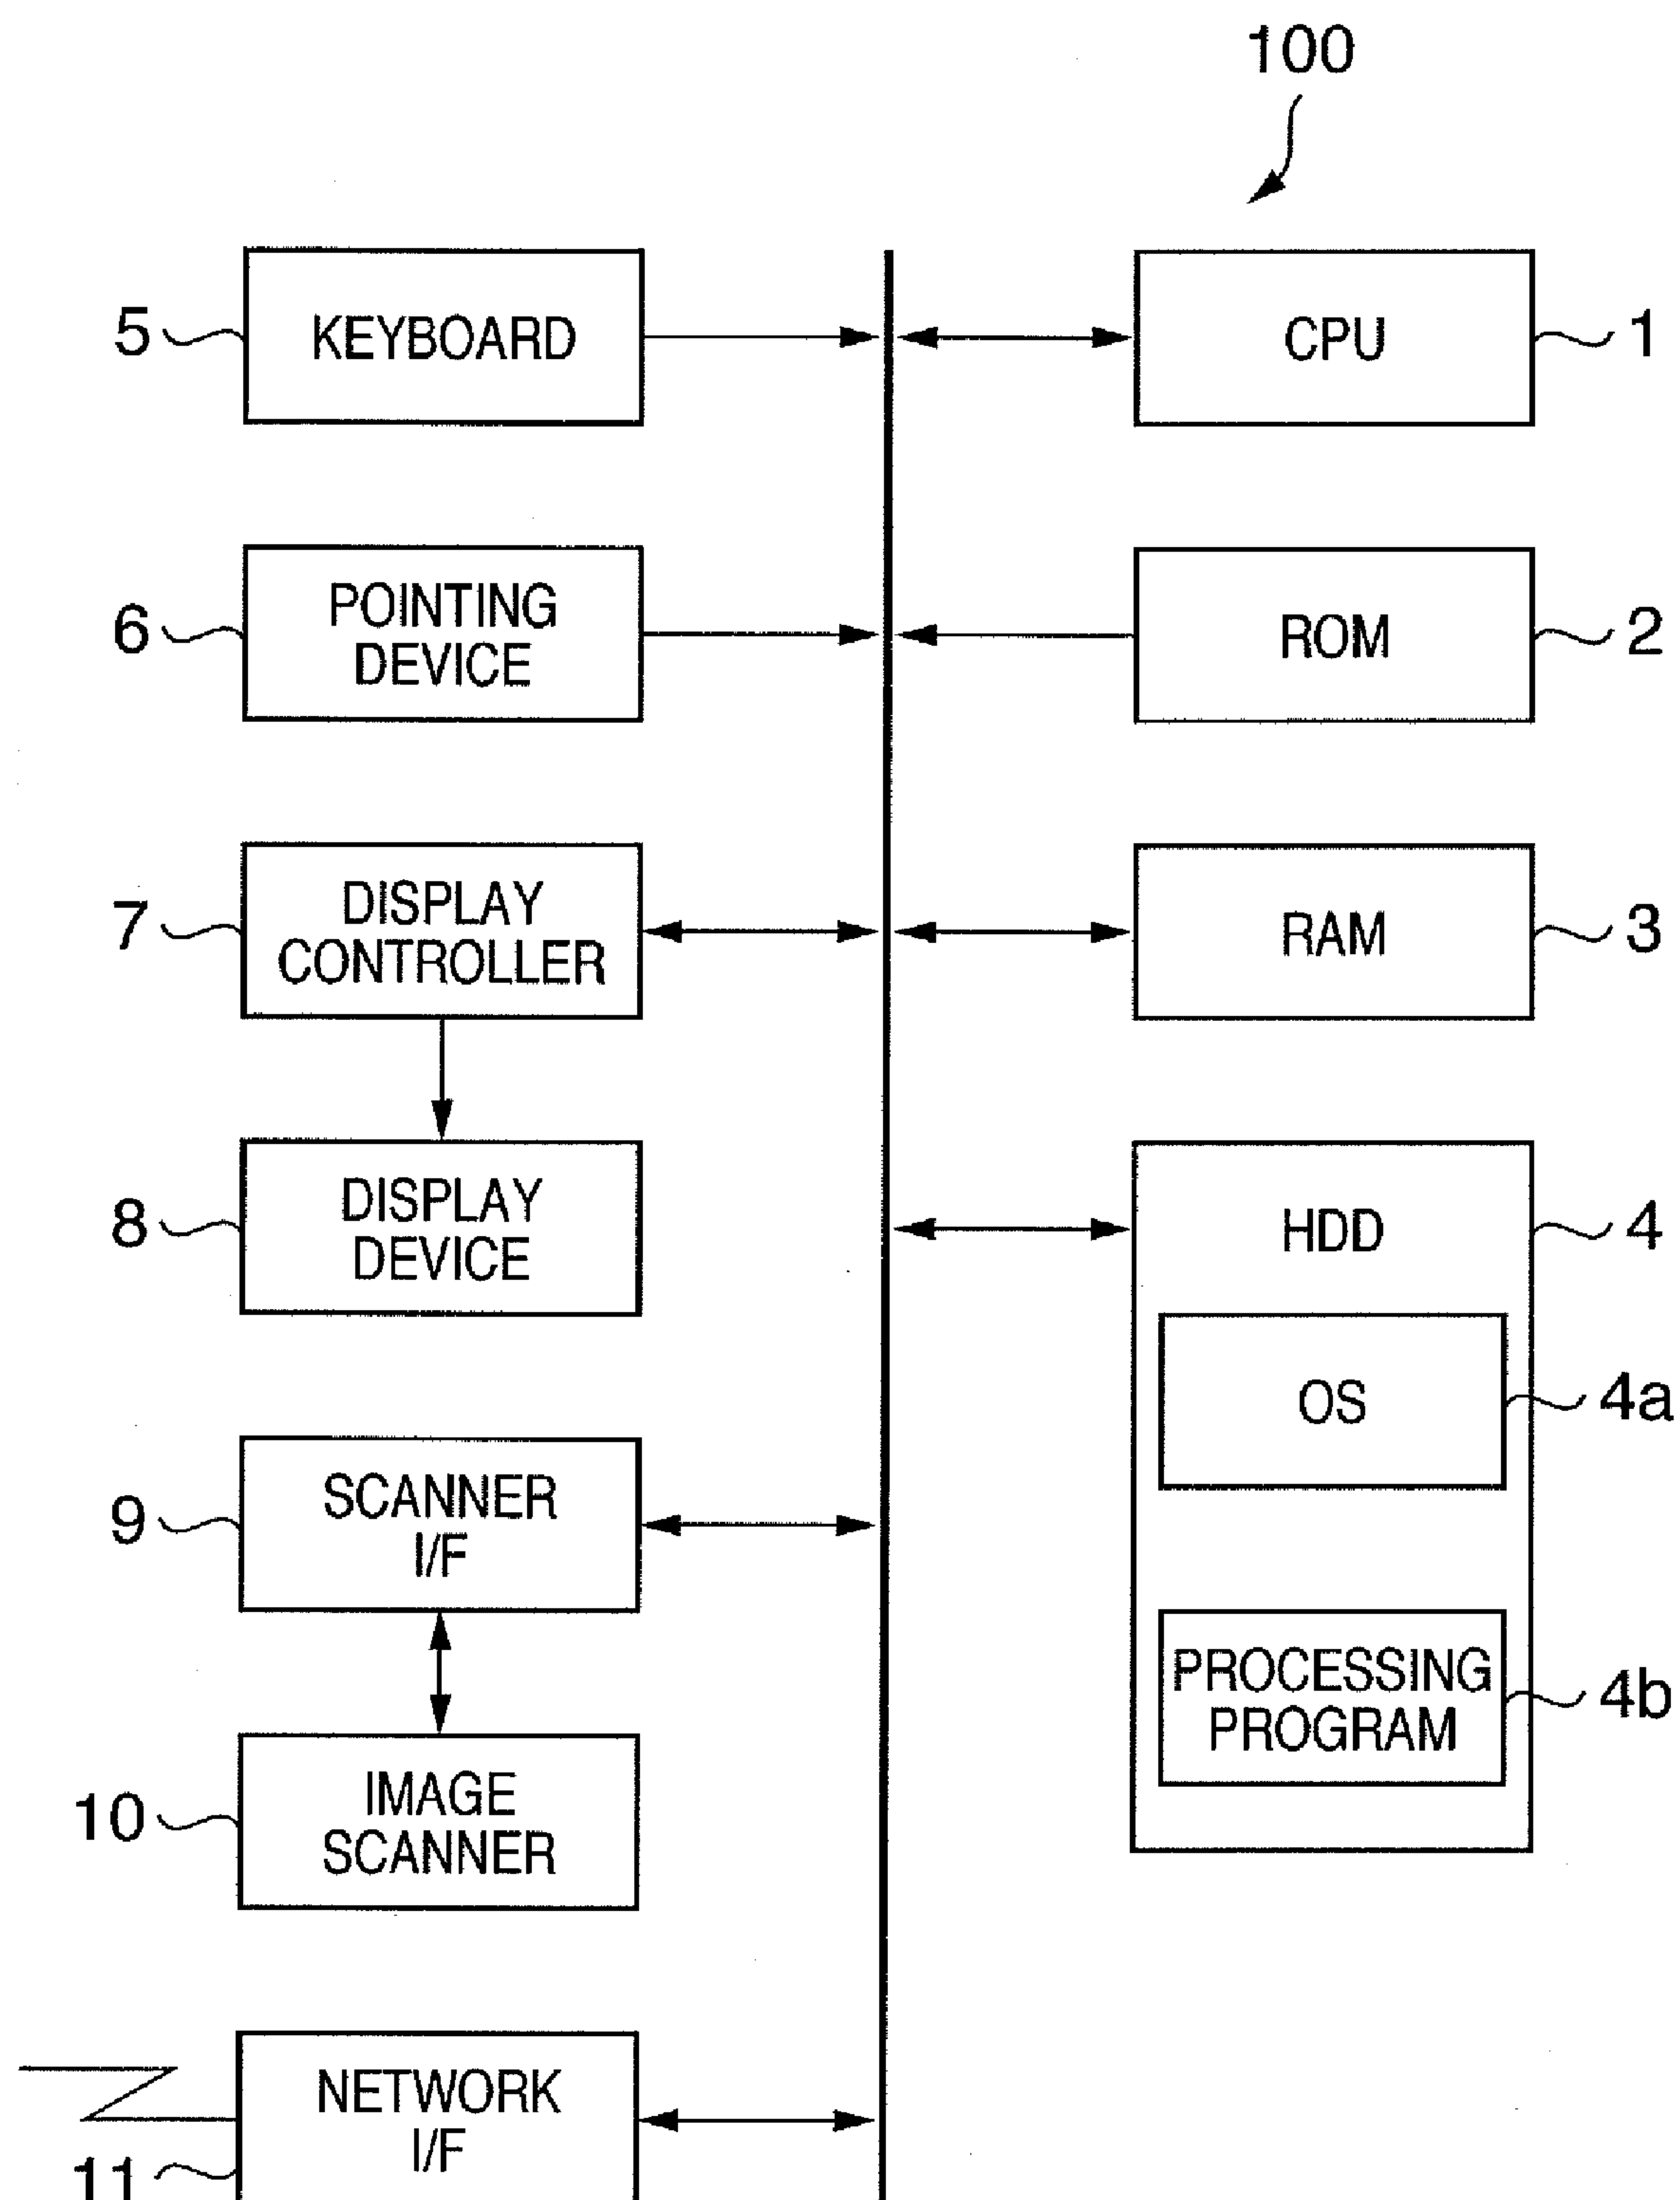 100
5
KEYBOARD
CPU
1
6
POINTING
DEVICE
ROM
2
7
DISPLAY
CONTROLLER
RAM
3
8
DISPLAY
DEVICE
HDD
4
OS
4a
9
SCANNER
I/F
PROCESSING
PROGRAM
4b
10
IMAGE
SCANNER
NETWORK
I/F
11